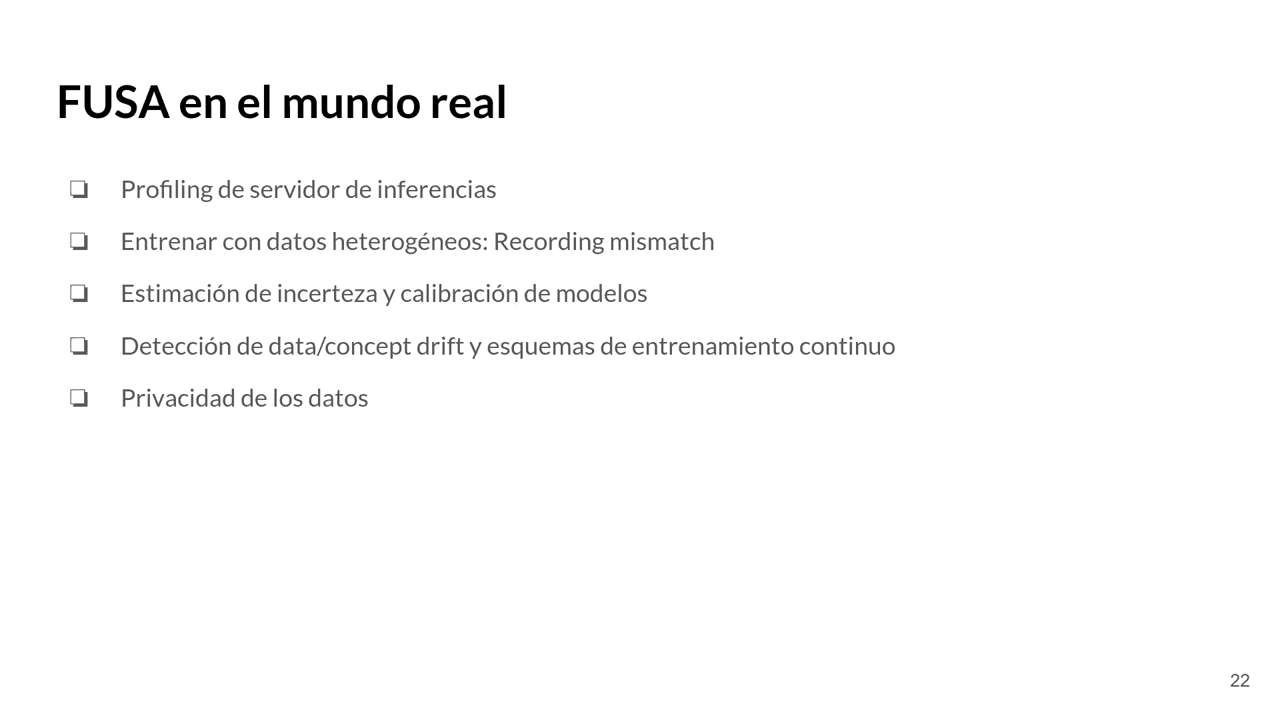 FUSA en el mundo real
❏ Profiling de servidor de inferencias
❏ Entrenar con datos heterogéneos: Recording mismatch
❏ Estimación de incerteza y calibración de modelos
❏ Detección de data/concept drift y esquemas de entrenamiento continuo
❏ Privacidad de los datos
22